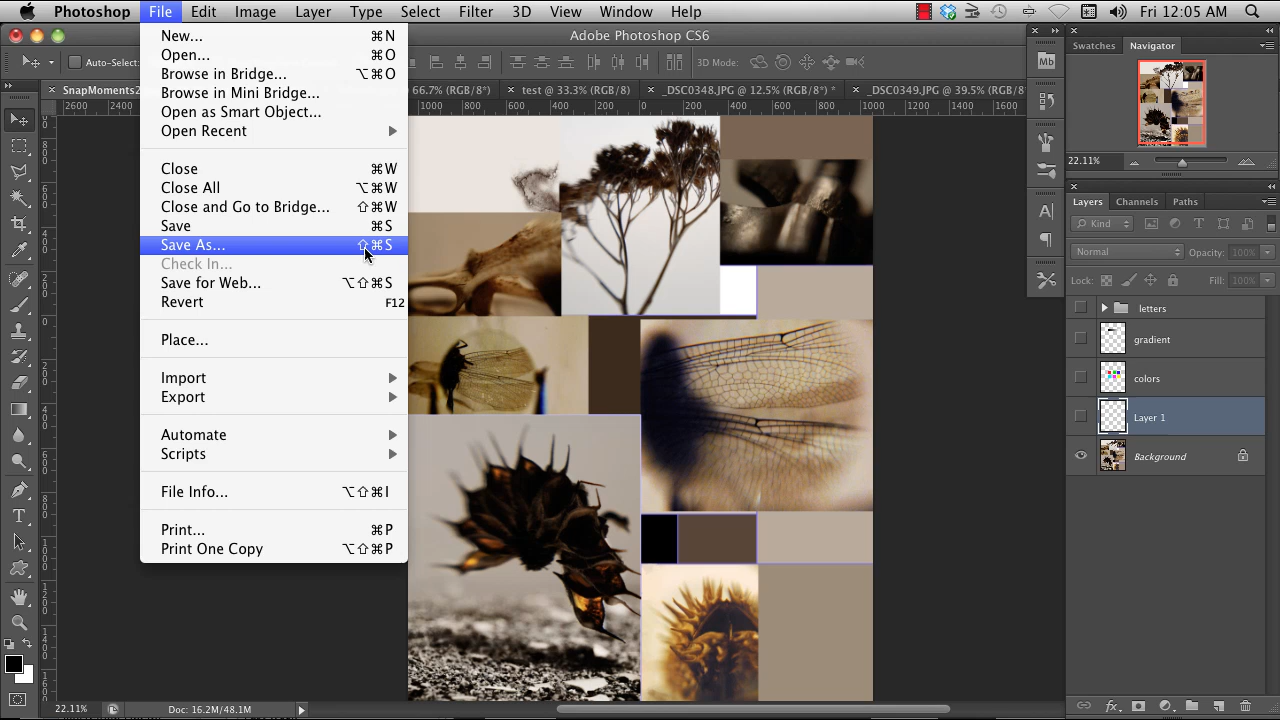 Photoshop File Edit Image Layer Type Select Filter 3D View Window Help Fri 12:05 AM
Adobe Photoshop CS6
Auto-Select:
3D Mode:
SnapMoments2
66.7% (RGB/8*)
test @ 33.3% (RGB/8)
_DSC0348.JPG @ 12.5% (RGB/8*) *
_DSC0349.JPG @ 39.5% (RGB/8*)
2600 2400 1000 800 600 400 200 0 200 400 600 800 1000 1200 1400 1600
New... ⌘N
Open... ⌘O
Browse in Bridge... ⌥⌘O
Browse in Mini Bridge...
Open as Smart Object...
Open Recent
Close ⌘W
Close All ⌥⌘W
Close and Go to Bridge... ⇧⌘W
Save ⌘S
Save As... ⇧⌘S
Check In...
Save for Web... ⌥⇧⌘S
Revert F12
Place...
Import
Export
Automate
Scripts
File Info... ⌥⇧⌘I
Print... ⌘P
Print One Copy ⌥⇧⌘P
Swatches Navigator
22.11%
Mb
Layers Channels Paths
Kind
Normal Opacity: 100%
Lock: Fill: 100%
letters
gradient
colors
Layer 1
Background
22.11% Doc: 16.2M/48.1M